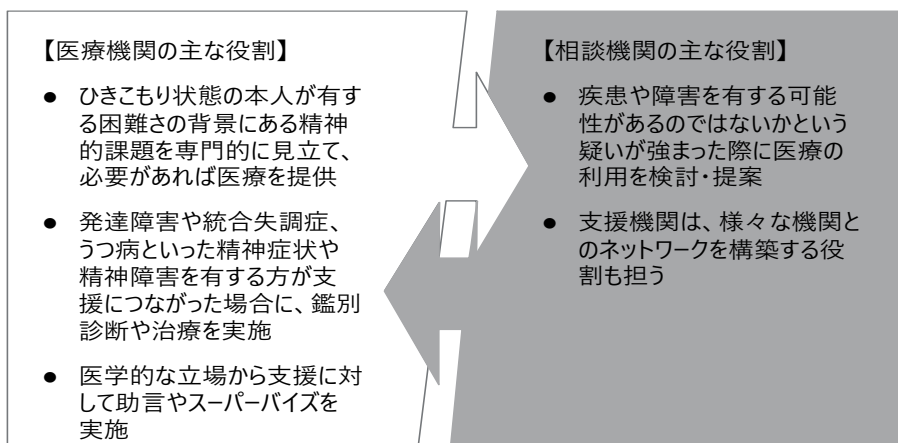 【医療機関の主な役割】
● ひきこもり状態の本人が有す
る困難さの背景にある精神
的課題を専門的に見立て、
必要があれば医療を提供
● 発達障害や統合失調症、
うつ病といった精神症状や
精神障害を有する方が支
援につながった場合に、鑑別
診断や治療を実施
● 医学的な立場から支援に対
して助言やスーパーバイズを
実施
【相談機関の主な役割】
● 疾患や障害を有する可能
性があるのではないかという
疑いが強まった際に医療の
利用を検討・提案
● 支援機関は、様々な機関と
のネットワークを構築する役
割も担う